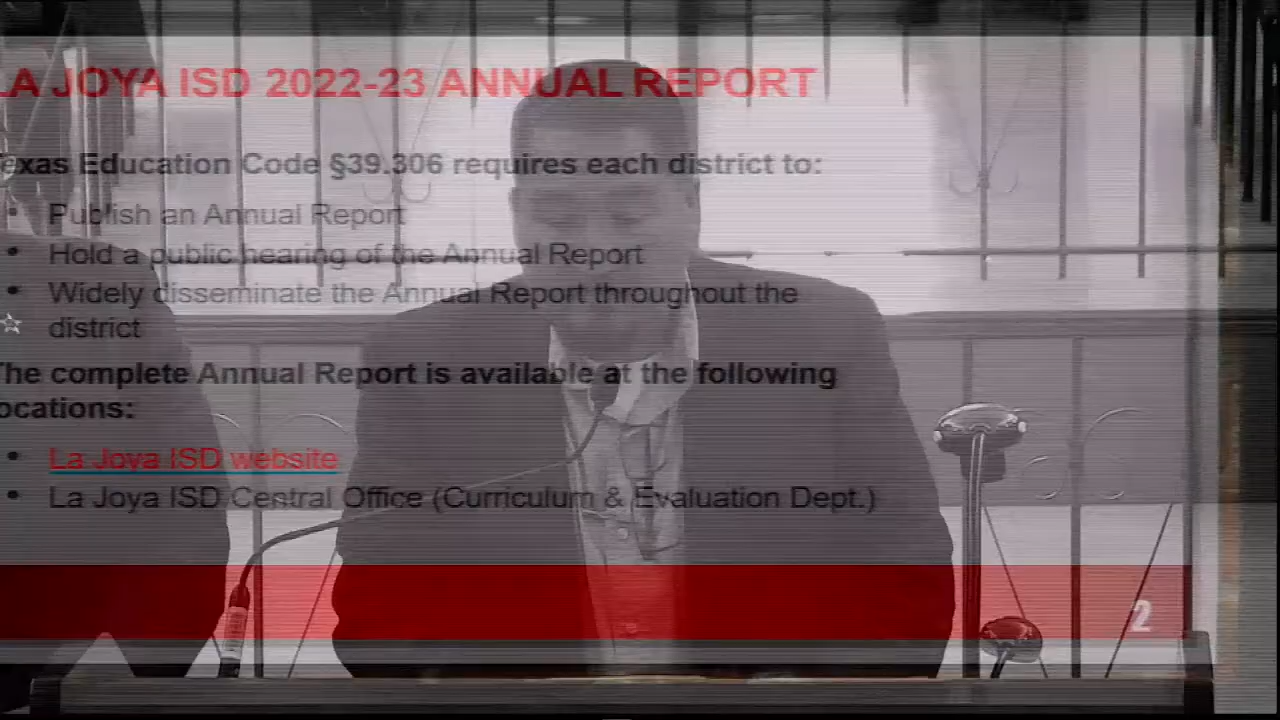 LA JOYA ISD 2022-23 ANNUAL REPORT
exas Education Code §39.306 requires each district to:
• Publish an Annual Report
• Hold a public hearing of the Annual Report
• Widely disseminate the Annual Report throughout the
district
The complete Annual Report is available at the following
ocations:
• La Joya ISD website
• La Joya ISD Central Office (Curriculum & Evaluation Dept.)
2